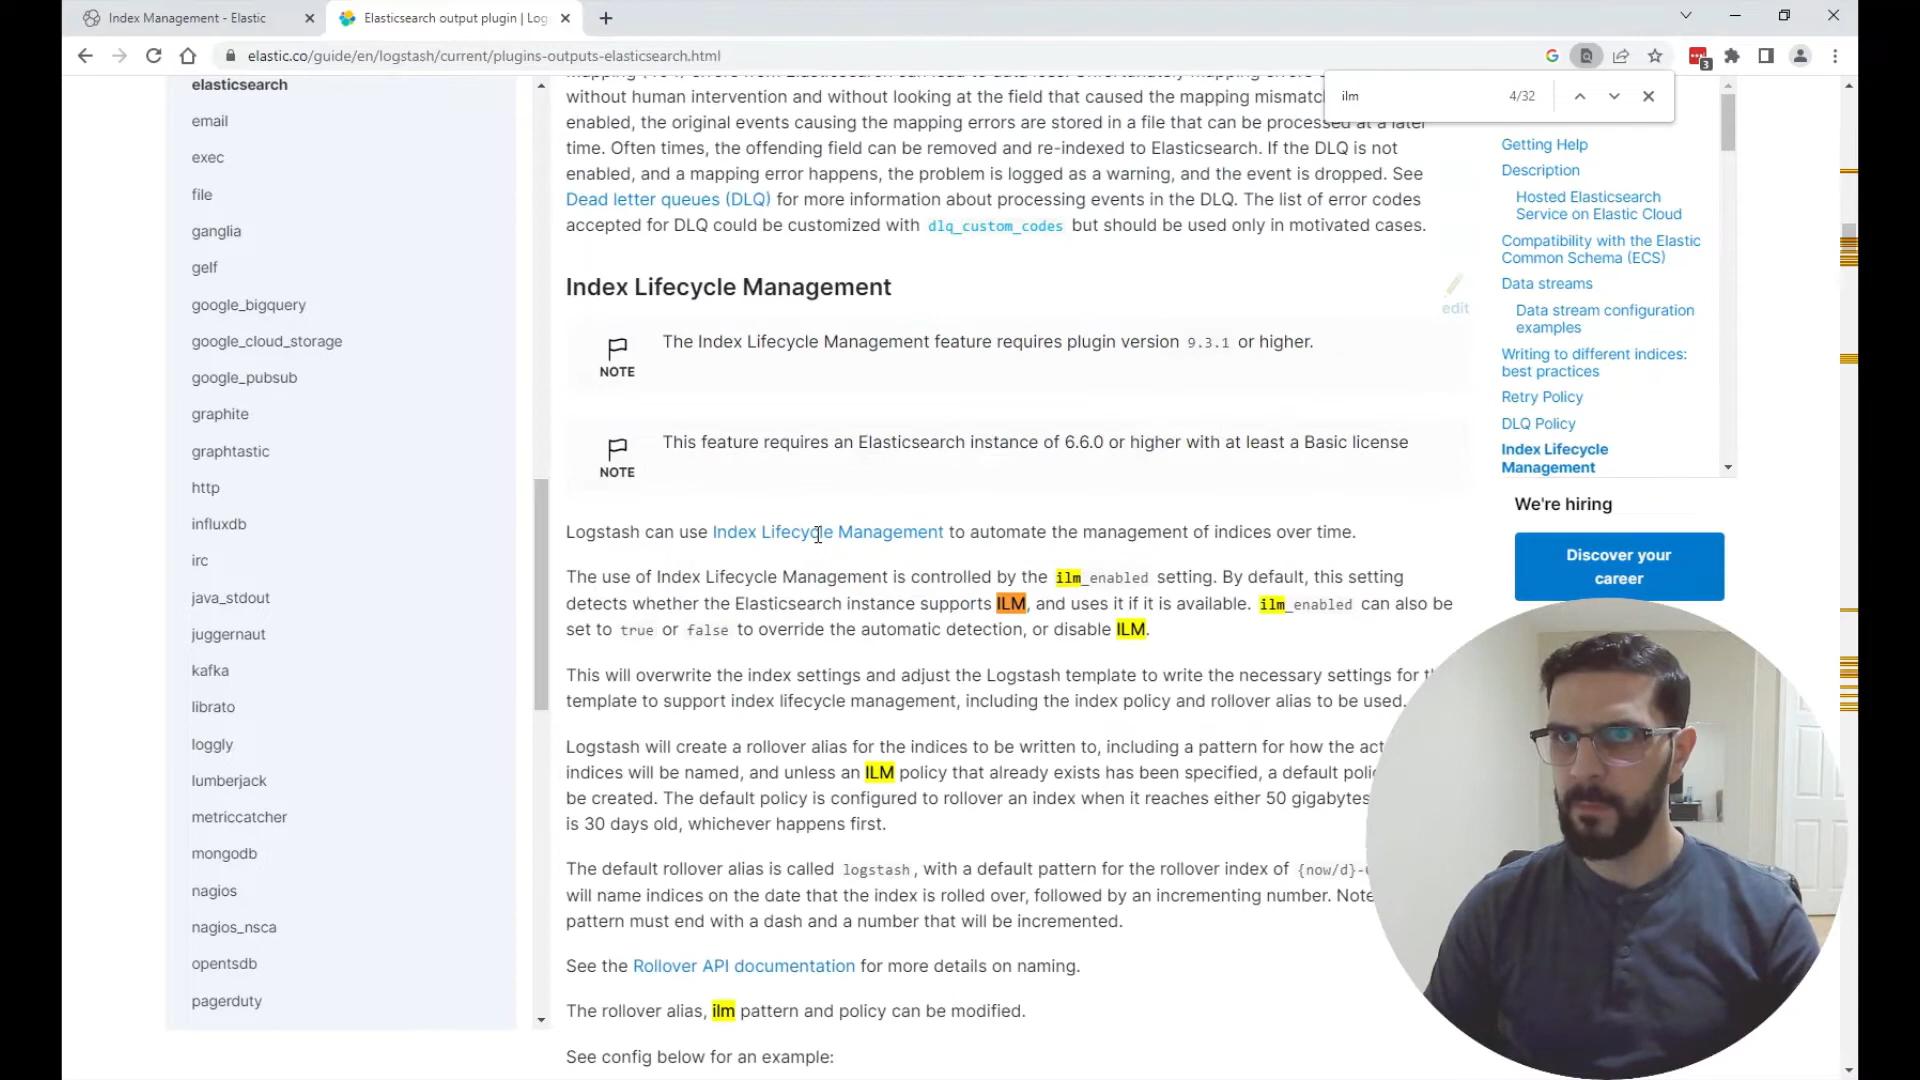 Index Management - Elastic
Elasticsearch output plugin | Log
elastic.co/guide/en/logstash/current/plugins-outputs-elasticsearch.html
3
ilm
4/32
elasticsearch
email
exec
file
ganglia
gelf
google_bigquery
google_cloud_storage
google_pubsub
graphite
graphtastic
http
influxdb
irc
java_stdout
juggernaut
kafka
librato
loggly
lumberjack
metriccatcher
mongodb
nagios
nagios_nsca
opentsdb
pagerduty
without human intervention and without looking at the field that caused the mapping mismatc
enabled, the original events causing the mapping errors are stored in a file that can be processed at a later
time. Often times, the offending field can be removed and re-indexed to Elasticsearch. If the DLQ is not
enabled, and a mapping error happens, the problem is logged as a warning, and the event is dropped. See
Dead letter queues (DLQ) for more information about processing events in the DLQ. The list of error codes
accepted for DLQ could be customized with dlq_custom_codes but should be used only in motivated cases.
Index Lifecycle Management
edit
NOTE
The Index Lifecycle Management feature requires plugin version 9.3.1 or higher.
NOTE
This feature requires an Elasticsearch instance of 6.6.0 or higher with at least a Basic license
Logstash can use Index Lifecycle Management to automate the management of indices over time.
The use of Index Lifecycle Management is controlled by the ilm_enabled setting. By default, this setting
detects whether the Elasticsearch instance supports ILM, and uses it if it is available. ilm_enabled can also be
set to true or false to override the automatic detection, or disable ILM.
This will overwrite the index settings and adjust the Logstash template to write the necessary settings for
template to support index lifecycle management, including the index policy and rollover alias to be used.
Logstash will create a rollover alias for the indices to be written to, including a pattern for how the act
indices will be named, and unless an ILM policy that already exists has been specified, a default poli
be created. The default policy is configured to rollover an index when it reaches either 50 gigabytes
is 30 days old, whichever happens first.
The default rollover alias is called logstash, with a default pattern for the rollover index of {now/d}-
will name indices on the date that the index is rolled over, followed by an incrementing number. Note
pattern must end with a dash and a number that will be incremented.
See the Rollover API documentation for more details on naming.
The rollover alias, ilm pattern and policy can be modified.
See config below for an example:
Getting Help
Description
Hosted Elasticsearch
Service on Elastic Cloud
Compatibility with the Elastic
Common Schema (ECS)
Data streams
Data stream configuration
examples
Writing to different indices:
best practices
Retry Policy
DLQ Policy
Index Lifecycle
Management
We're hiring
Discover your
career